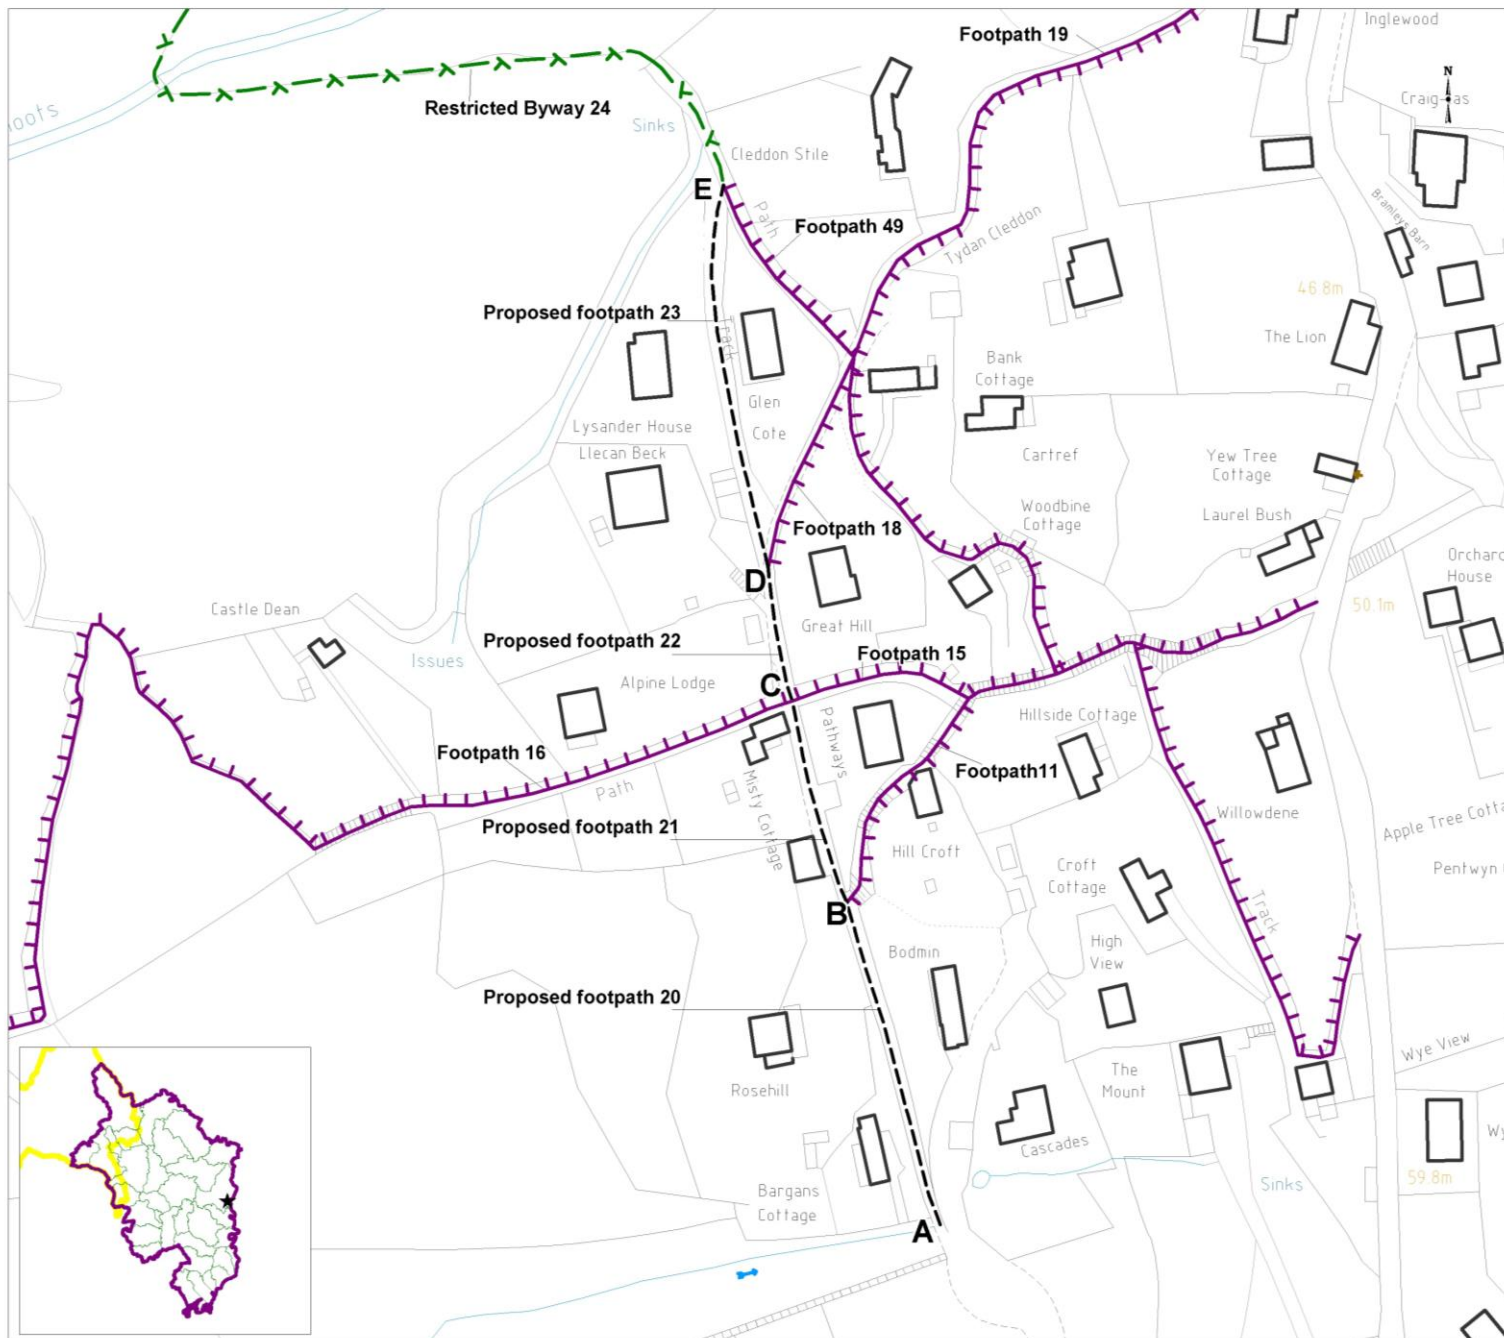 Footpath 19
Inglewood
N
Craig-las
Restricted Byway 24
Sinks
Cleddon Stile
E
Path
Footpath 49
Tydan Cleddon
Bramleys Barn
46.8m
Proposed footpath 23
Track
The Lion
Bank
Cottage
Glen
Cote
Lysander House
Llecan Beck
Cartref
Yew Tree
Cottage
Woodbine
Cottage
Laurel Bush
Footpath 18
Orchard
House
D
Castle Dean
50.1m
Great Hill
Proposed footpath 22
Footpath 15
Issues
Alpine Lodge
C
Hillside Cottage
Pathways
Footpath 16
Path
Footpath11
Misty Cottage
Willowdene
Apple Tree Cotta
Proposed footpath 21
Hill Croft
Croft
Cottage
Pentwyn
B
Track
Bodmin
High
View
Proposed footpath 20
Wye View
Rosehill
The
Mount
Cascades
Wy
Sinks
59.8m
Bargans
Cottage
A